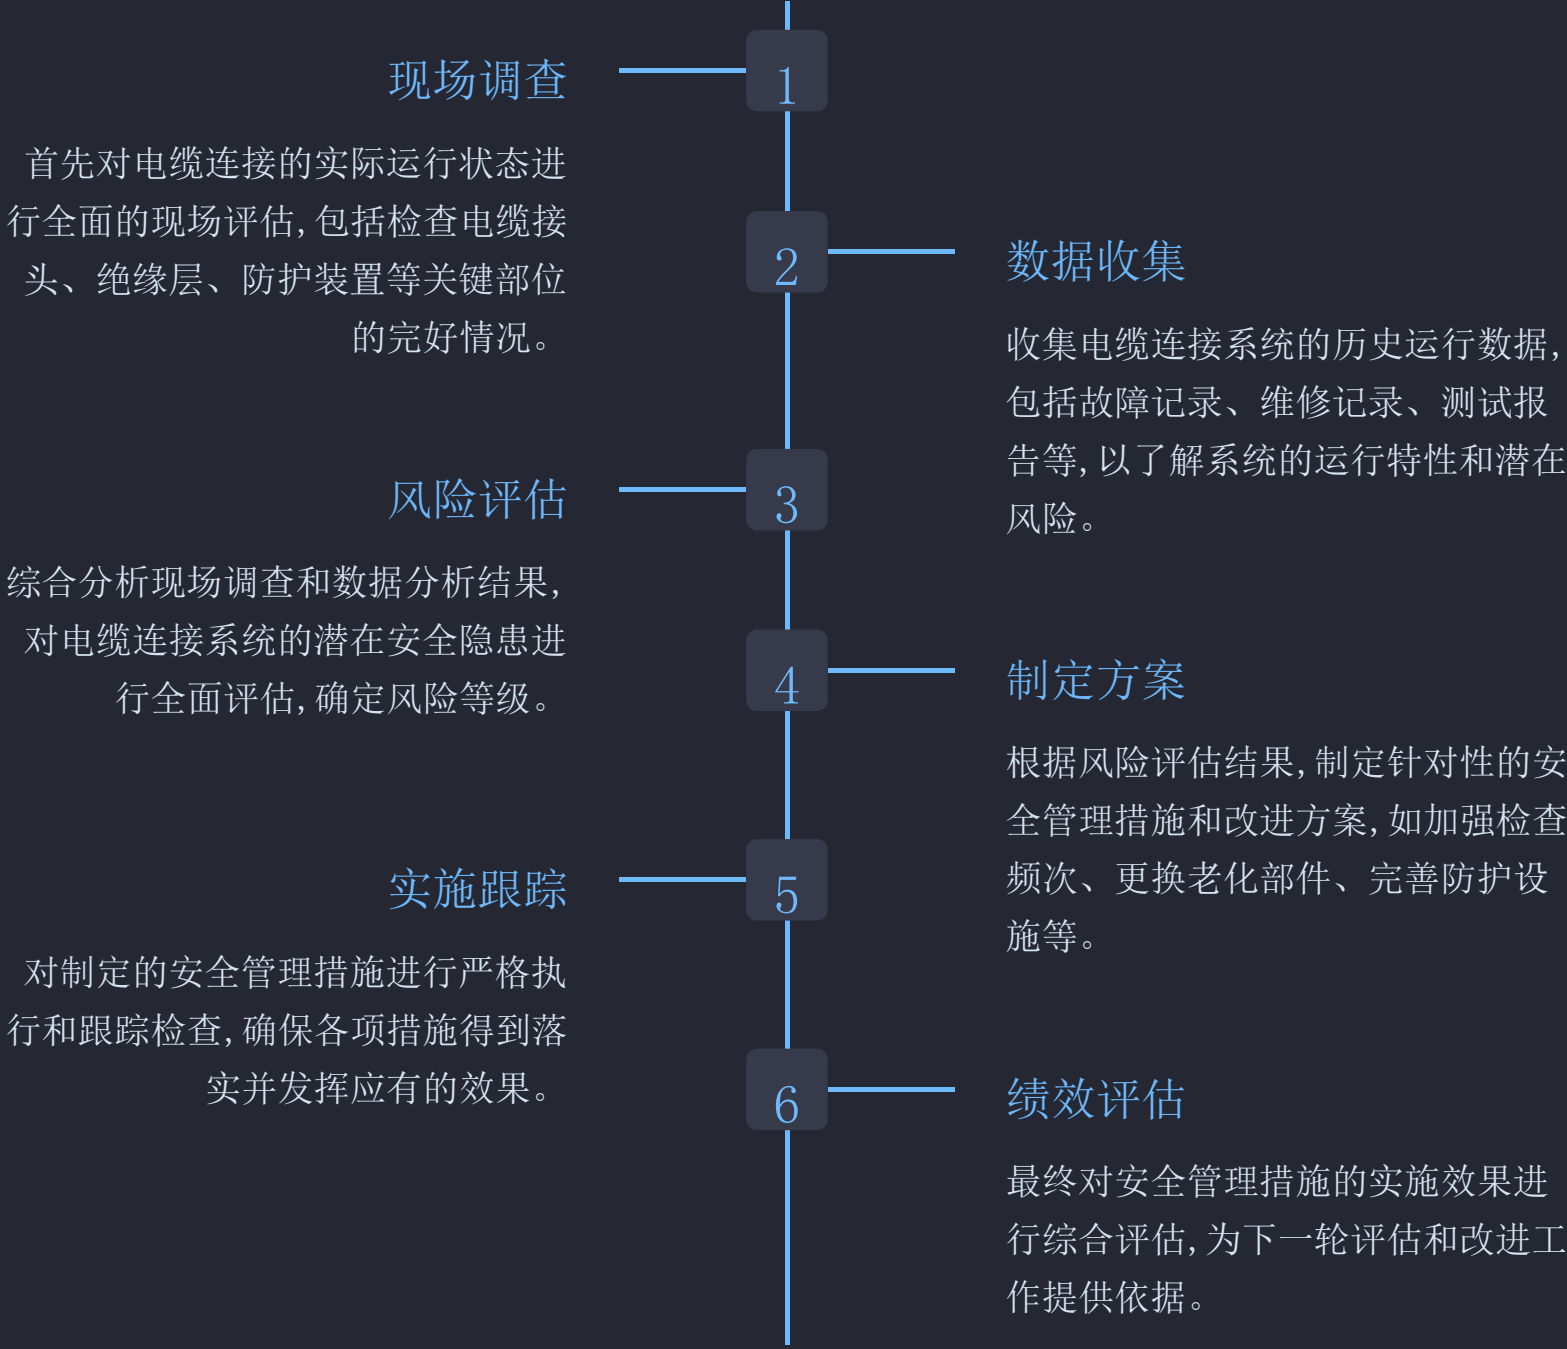 1
现场调查
首先对电缆连接的实际运行状态进
行全面的现场评估,包括检查电缆接
头、绝缘层、防护装置等关键部位
的完好情况。
2
数据收集
收集电缆连接系统的历史运行数据,
包括故障记录、维修记录、测试报
告等,以了解系统的运行特性和潜在
风险。
3
风险评估
综合分析现场调查和数据分析结果,
对电缆连接系统的潜在安全隐患进
行全面评估,确定风险等级。
4
制定方案
根据风险评估结果,制定针对性的安
全管理措施和改进方案,如加强检查
频次、更换老化部件、完善防护设
施等。
5
实施跟踪
对制定的安全管理措施进行严格执
行和跟踪检查,确保各项措施得到落
实并发挥应有的效果。
6
绩效评估
最终对安全管理措施的实施效果进
行综合评估,为下一轮评估和改进工
作提供依据。